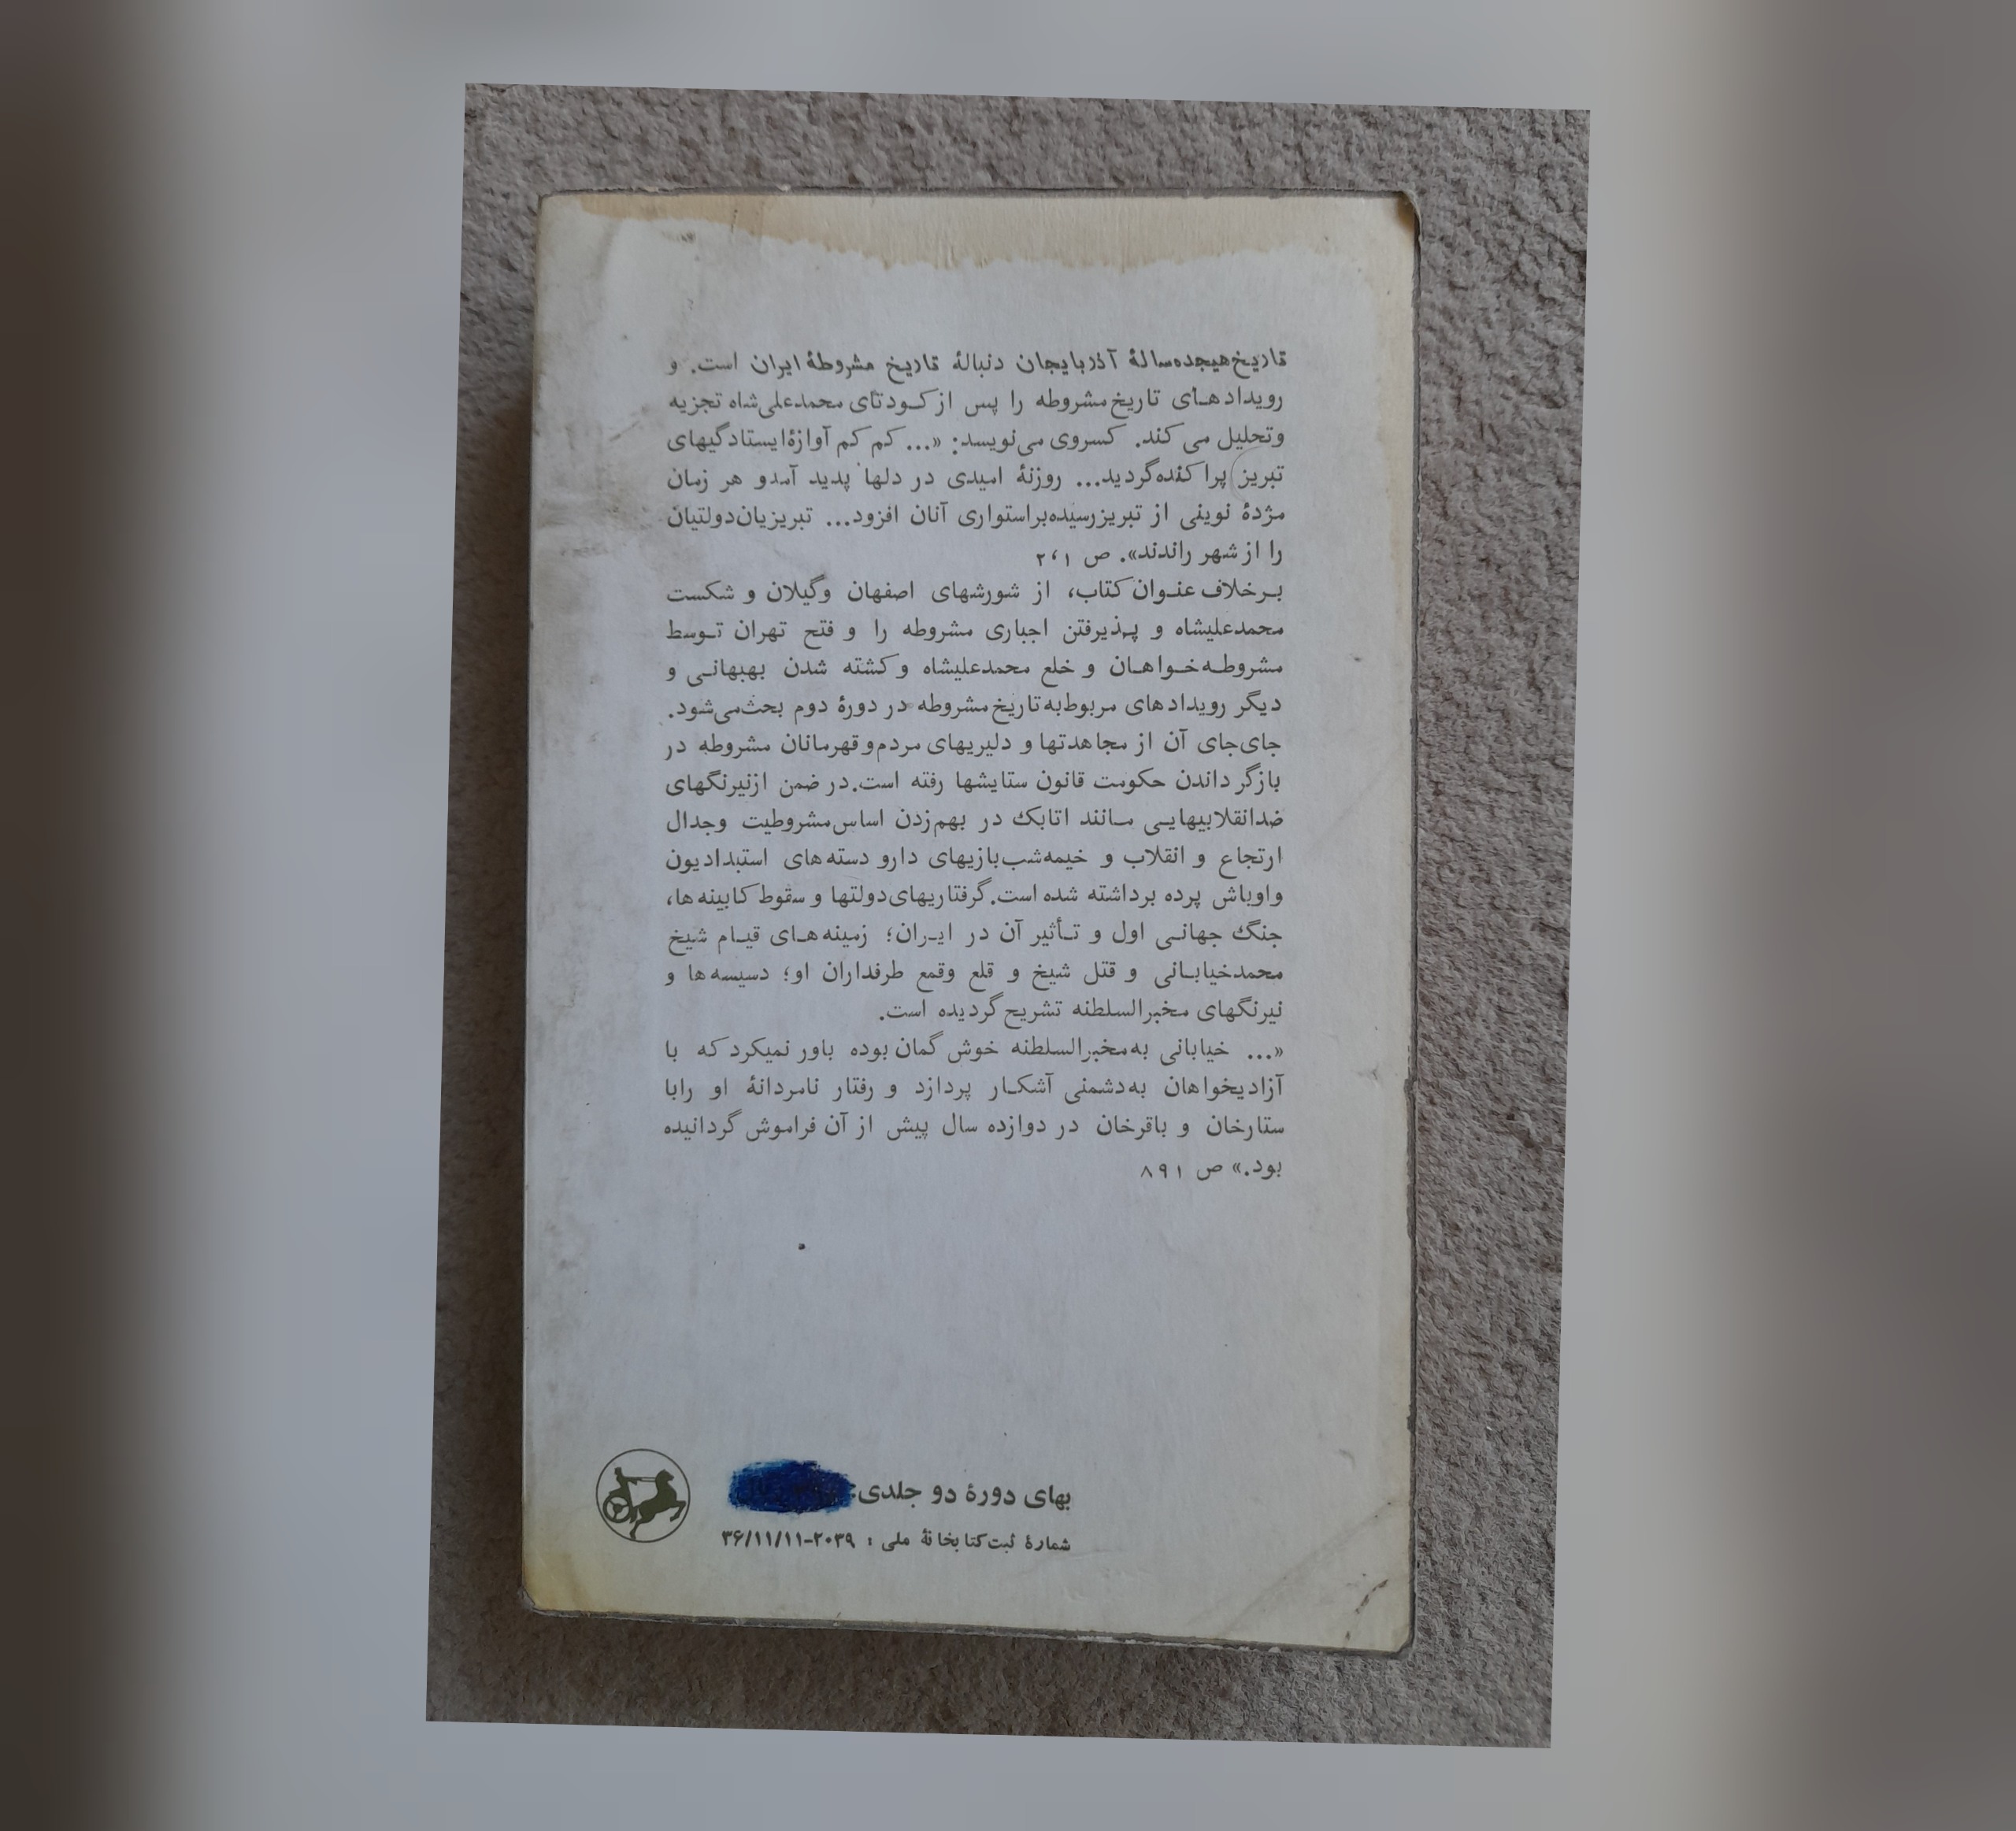 تاریخ هیجده‌سالهٔ آذربایجان دنبالهٔ تاریخ مشروطهٔ ایران است. و
رویدادهای تاریخ مشروطه را پس از کودتای محمدعلی‌شاه تجزیه
وتحلیل می‌کند. کسروی می‌نویسد: «... کم کم آوازهٔ ایستادگیهای
تبریز پراکنده گردید... روزنهٔ امیدی در دلها پدید آمد و هر زمان
مژدهٔ نوینی از تبریز رسیده براستواری آنان افزود... تبریزیان دولتیان
را از شهر راندند». ص ۲،۱
برخلاف عنوان کتاب، از شورشهای اصفهان وگیلان و شکست
محمدعلیشاه و پذیرفتن اجباری مشروطه را و فتح تهران توسط
مشروطه‌خواهان و خلع محمدعلیشاه و کشته شدن بهبهانی و
دیگر رویدادهای مربوط به تاریخ مشروطه در دورهٔ دوم بحث می‌شود.
جای‌جای آن از مجاهدتها و دلیریهای مردم و قهرمانان مشروطه در
بازگرداندن حکومت قانون ستایشها رفته است. در ضمن ازنیرنگهای
ضدانقلابیهایی مانند اتابک در بهم‌زدن اساس مشروطیت وجدال
ارتجاع و انقلاب و خیمه‌شب‌بازیهای دارو دسته‌های استبدادیون
واوباش پرده برداشته شده است. گرفتاریهای دولتها و سقوط کابینه‌ها،
جنگ جهانی اول و تأثیر آن در ایران؛ زمینه‌های قیام شیخ
محمدخیابانی و قتل شیخ و قلع وقمع طرفداران او؛ دسیسه‌ها و
نیرنگهای مخبرالسلطنه تشریح گردیده است.
«... خیابانی به‌مخبرالسلطنه خوش گمان بوده باور نمیکرد که با
آزادیخواهان به‌دشمنی آشکار پردازد و رفتار نامردانهٔ او رابا
ستارخان و باقرخان در دوازده سال پیش از آن فراموش گردانیده
بود.» ص ۸۹۱
بهای دورهٔ دو جلدی:
شمارهٔ ثبت کتابخانهٔ ملی : ۲۰۳۹-۳۶/۱۱/۱۱